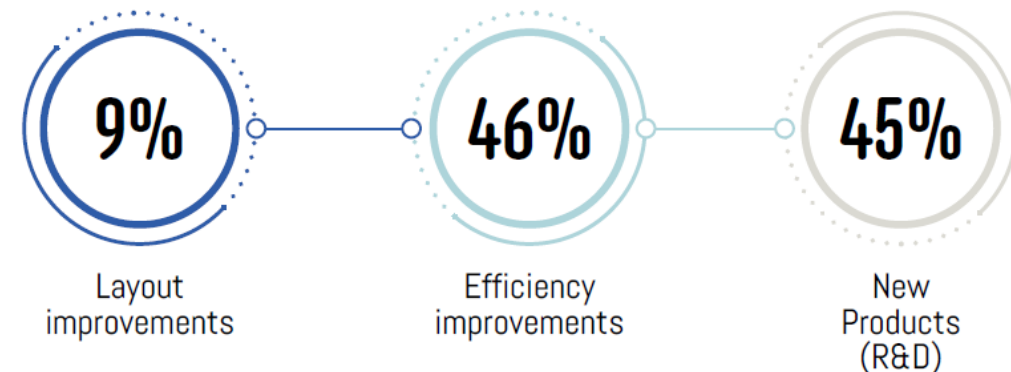 9%
Layout
improvements
46%
Efficiency
improvements
45%
New
Products
(R&D)